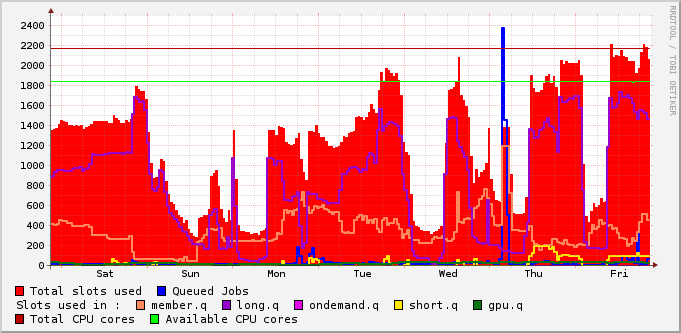 2400
2200
2000
1800
1600
1400
1200
1000
800
600
400
200
0
Sat Sun Mon Tue Wed Thu Fri
RRDTOOL / TOBI OETIKER
Total slots used Queued Jobs
Slots used in : member.q long.q ondemand.q short.q gpu.q
Total CPU cores Available CPU cores